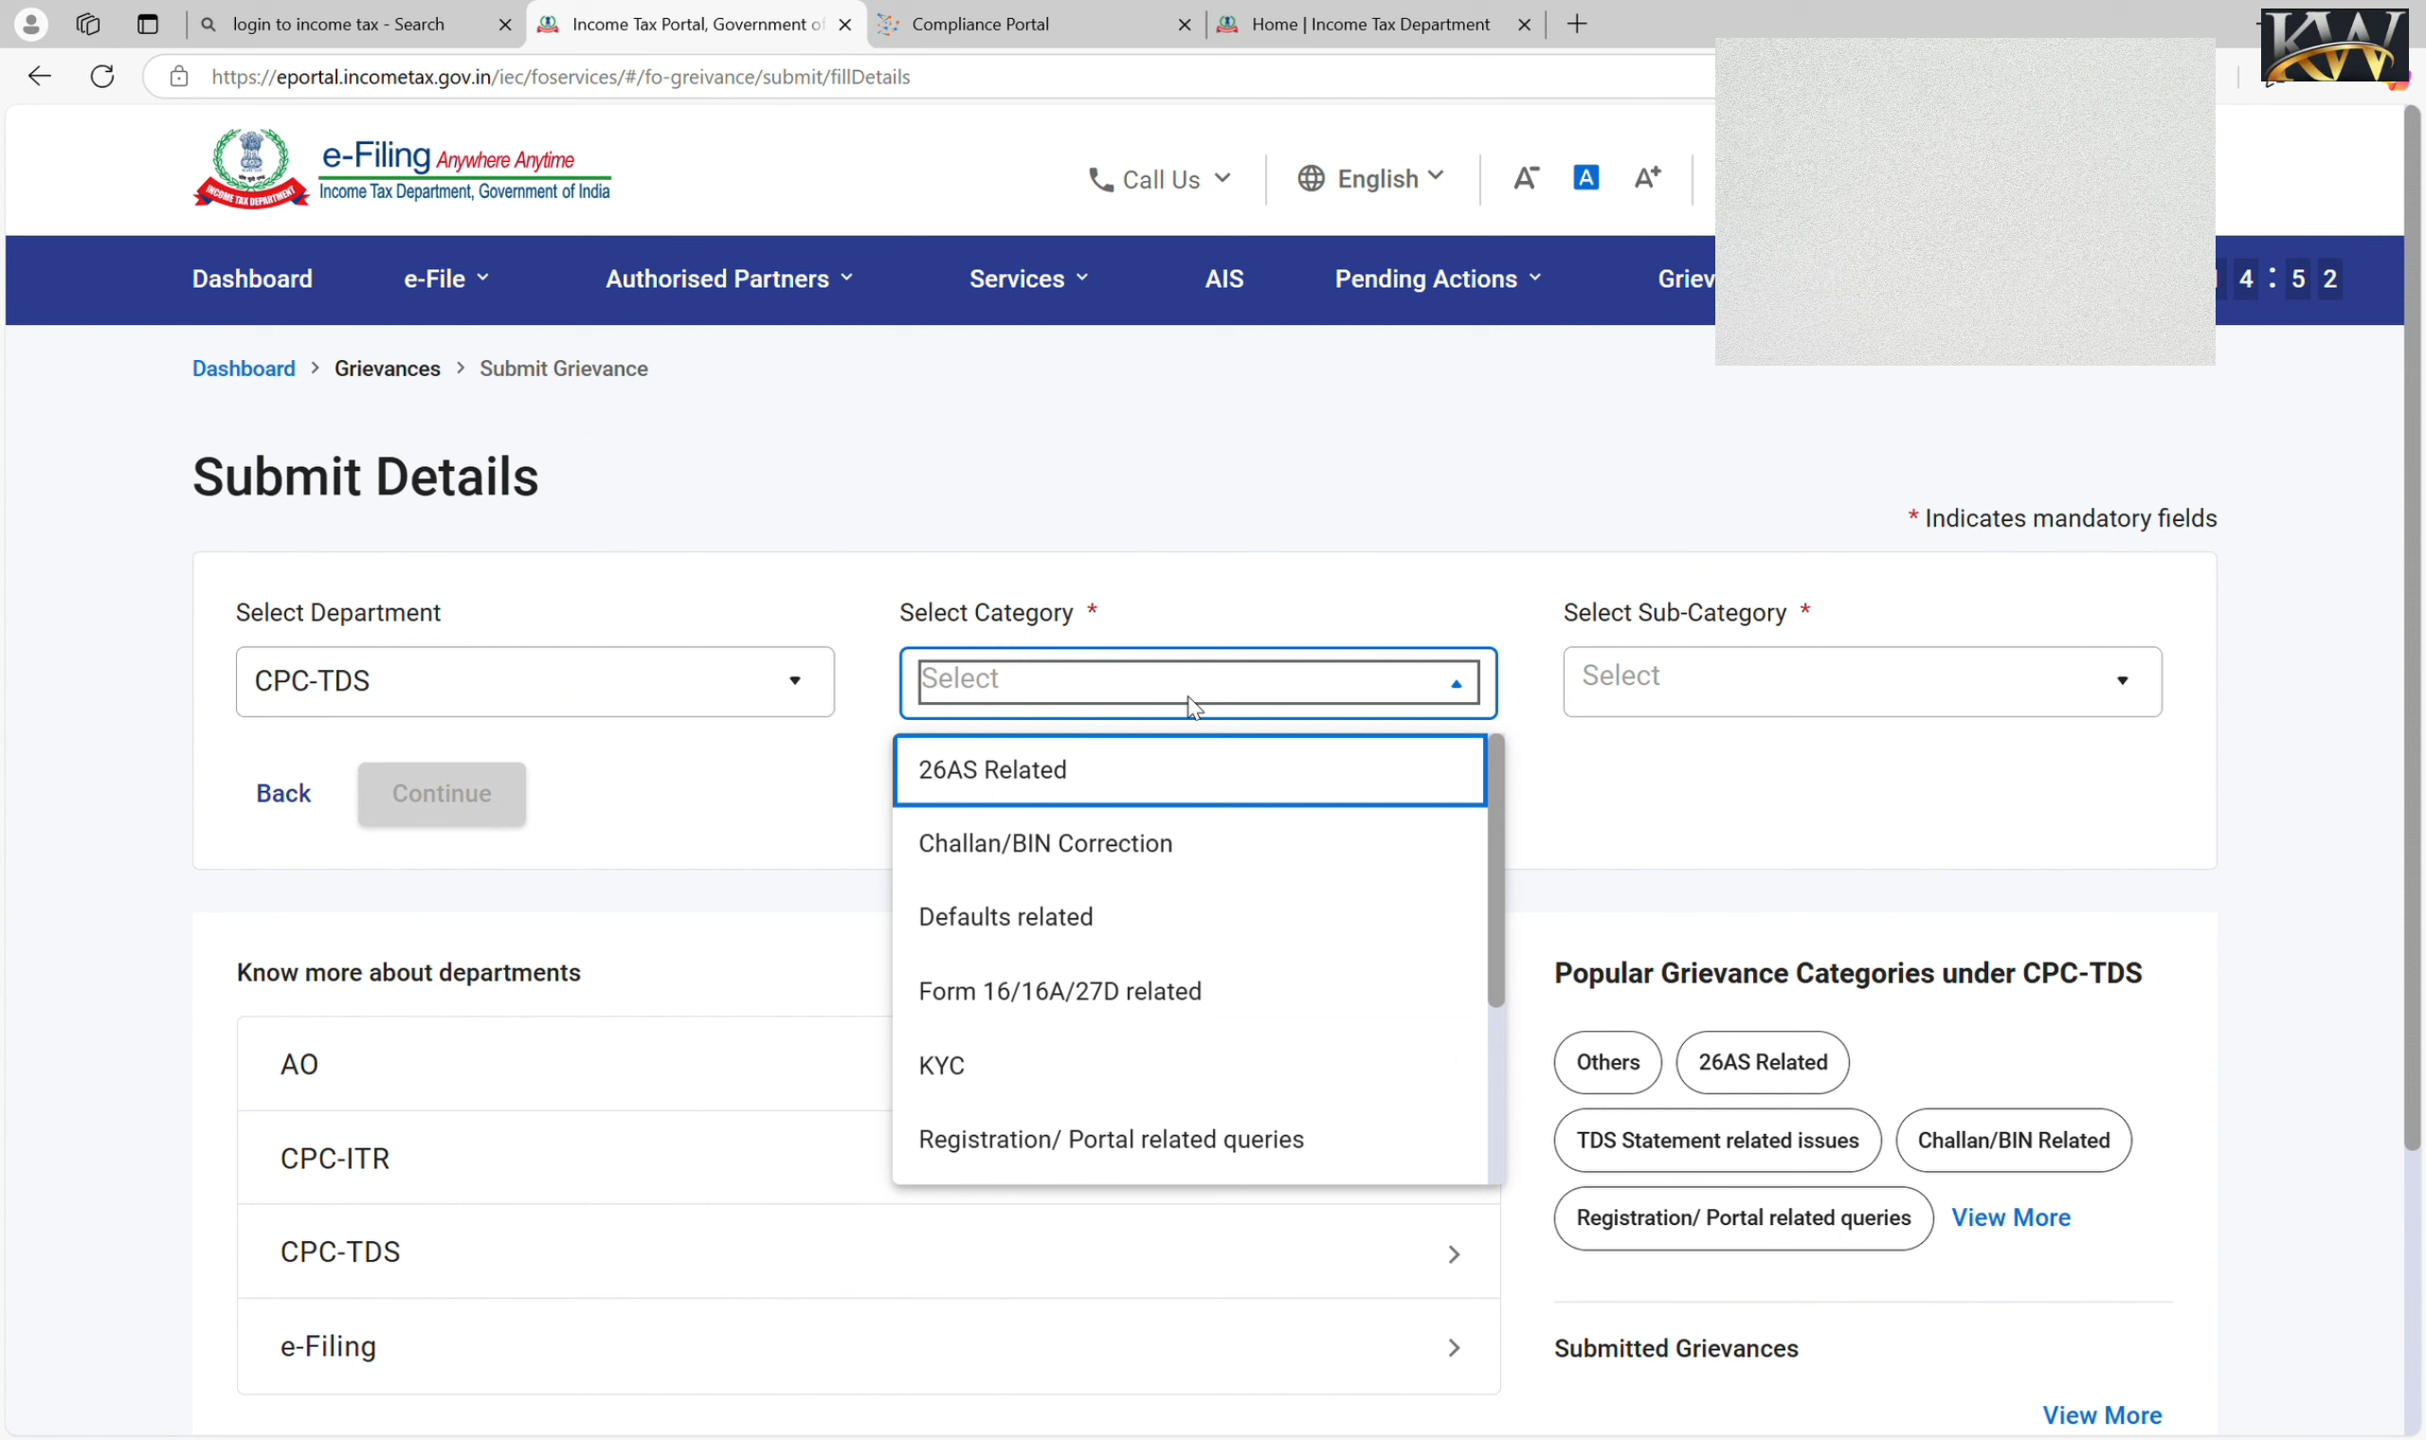 login to income tax - Search
Income Tax Portal, Government of
Compliance Portal
Home | Income Tax Department
KW
https://eportal.incometax.gov.in/iec/foservices/#/fo-greivance/submit/fillDetails
INCOME TAX DEPARTMENT
e-Filing Anywhere Anytime
Income Tax Department, Government of India
Call Us
English
A-
A
A+
Dashboard
e-File
Authorised Partners
Services
AIS
Pending Actions
Griev
4 : 5 2
Dashboard > Grievances > Submit Grievance
Submit Details
* Indicates mandatory fields
Select Department
Select Category *
Select Sub-Category *
CPC-TDS
Select
Select
Back
Continue
26AS Related
Challan/BIN Correction
Defaults related
Form 16/16A/27D related
KYC
Registration/ Portal related queries
Know more about departments
AO
CPC-ITR
CPC-TDS
e-Filing
Popular Grievance Categories under CPC-TDS
Others
26AS Related
TDS Statement related issues
Challan/BIN Related
Registration/ Portal related queries
View More
Submitted Grievances
View More